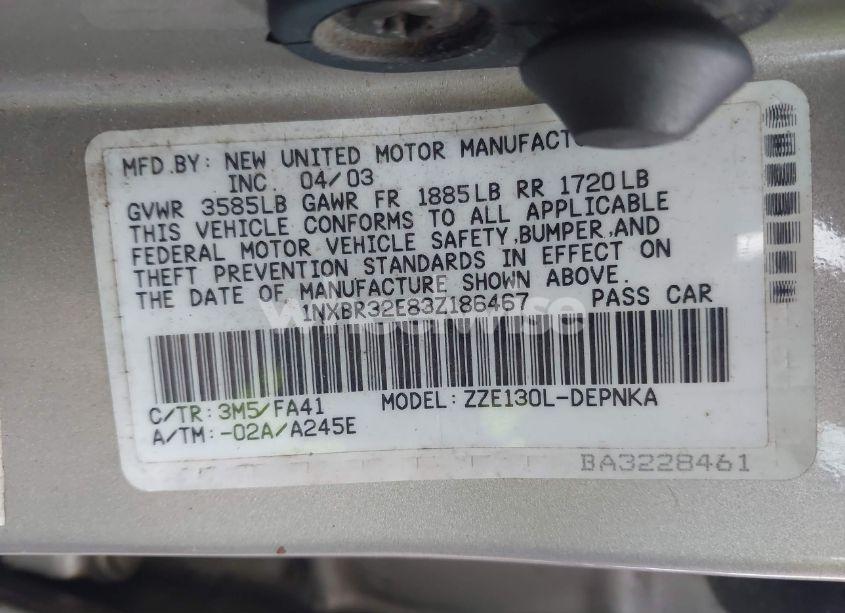 MFD.BY: NEW UNITED MOTOR
INC. 04/03
GVWR 3585LB GAWR FR 1885LB RR 1720LB
THIS VEHICLE CONFORMS TO ALL APPLICABLE
FEDERAL MOTOR VEHICLE SAFETY,BUMPER,AND
THEFT PREVENTION STANDARDS IN EFFECT ON
THE DATE OF MANUFACTURE SHOWN ABOVE.
1NXBR32E83Z186467 PASS CAR
C/TR: 3M5/FA41 MODEL: ZZE130L-DEPNKA
A/TM: -02A/A245E
BA3228461